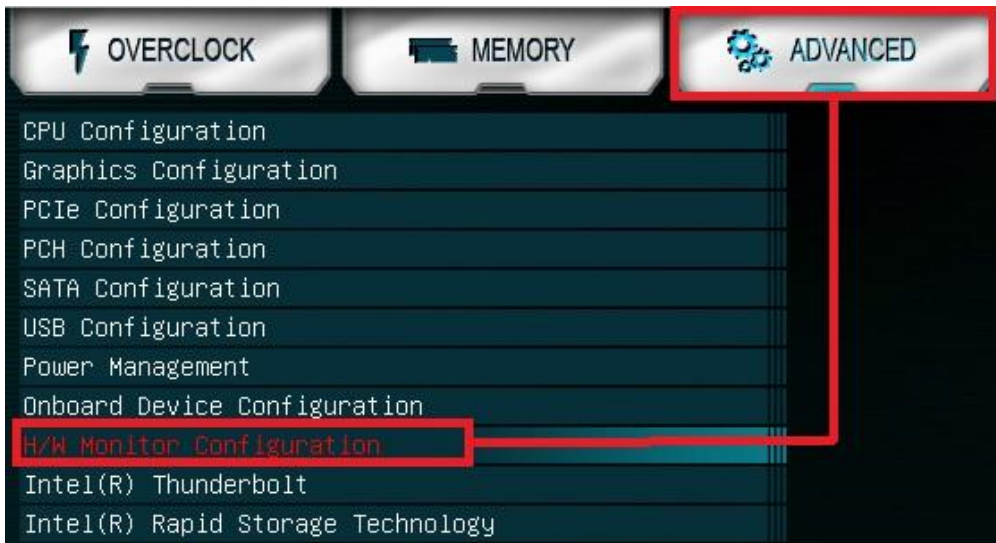 OVERCLOCK MEMORY ADVANCED
CPU Configuration
Graphics Configuration
PCIe Configuration
PCH Configuration
SATA Configuration
USB Configuration
Power Management
Onboard Device Configuration
H/W Monitor Configuration
Intel(R) Thunderbolt
Intel(R) Rapid Storage Technology